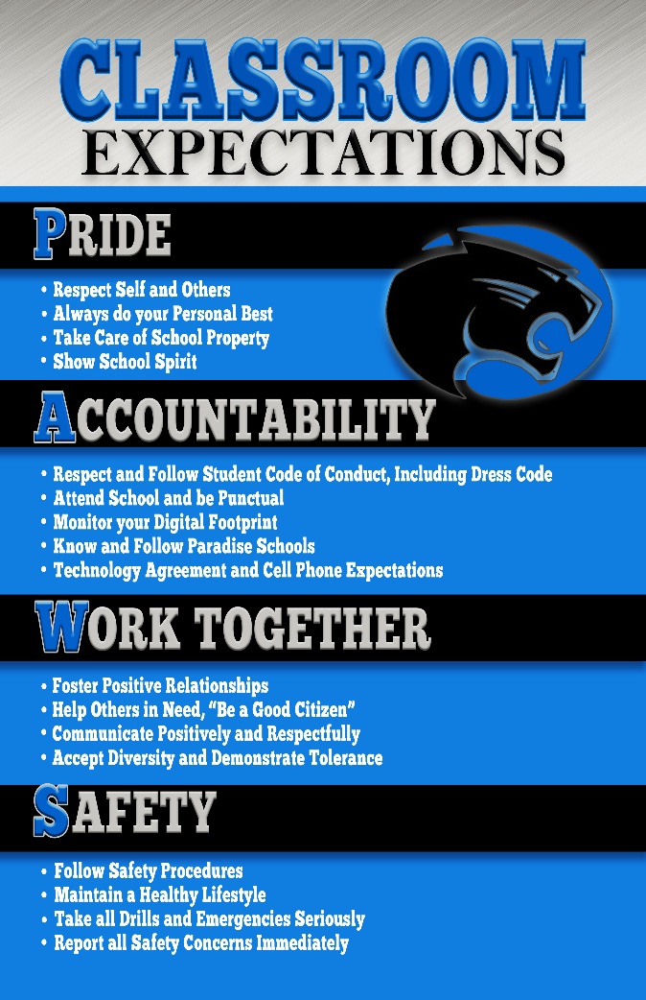 CLASSROOM
EXPECTATIONS
PRIDE
• Respect Self and Others
• Always do your Personal Best
• Take Care of School Property
• Show School Spirit
ACCOUNTABILITY
• Respect and Follow Student Code of Conduct, Including Dress Code
• Attend School and be Punctual
• Monitor your Digital Footprint
• Know and Follow Paradise Schools
• Technology Agreement and Cell Phone Expectations
WORK TOGETHER
• Foster Positive Relationships
• Help Others in Need, “Be a Good Citizen”
• Communicate Positively and Respectfully
• Accept Diversity and Demonstrate Tolerance
SAFETY
• Follow Safety Procedures
• Maintain a Healthy Lifestyle
• Take all Drills and Emergencies Seriously
• Report all Safety Concerns Immediately